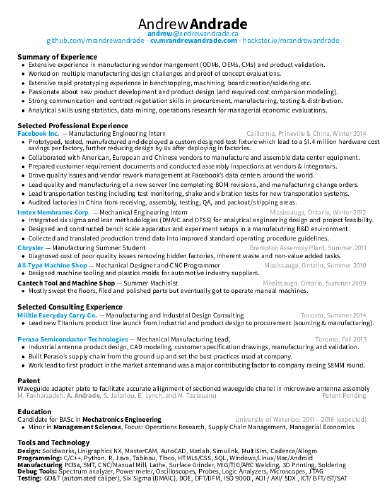 AndrewAndrade
andrew@andrewandrade.ca
github.com/mrandrewandrade · cv.mrandrewandrade.com · hackster.io/mrandrewandrade
Summary of Experience
• Extensive experience in manufacturing vendor mangement (ODMs, OEMs, CMs) and product validation.
• Worked on multiple manufacturing design challenges and proof of concept evaluations.
• Extensive rapid prototyping experience in benchtopping, machining, board creation/soldering etc.
• Passionate about new product development and product design (and required cost comparison modeling).
• Strong communication and contract negotiation skills in procurement, manufacturing, testing & distribution.
• Analytical skills using statistics, data-mining, operations research for managerial economic evaluations.
Selected Professional Experience
Facebook Inc. — Manufacturing Engineering Intern California, Prineville & China, Winter 2014
• Prototyped, tested, manufactured and deployed a custom designed test fixture which lead to a $1.4 million hardware cost
savings per factory, further reducing design by 8x after deploying in factories.
• Collaborated with American, European and Chinese vendors to manufacture and assemble data center equipment.
• Prepared customer requirement documents and conducted assembly inspections at vendors & integrators.
• Drove quality issues and vendor rework management at Facebook's data centers around the world.
• Lead quality and manufacturing of a new server line completing BOM revisions, and manufacturing change orders.
• Lead transportation testing including test monitoring, shake and vibration tests for new transportation systems.
• Audited factories in China from receiving, assembly, testing, QA, and packout/shipping areas.
Imtex Membranes Corp. — Mechanical Engineering Intern Mississauga, Ontario, Winter 2012
• Integrated six sigma and lean methodologies (DMAIC and DFSS) for analytical engineering design and intent feasibility.
• Designed and constructed bench scale apparatus and experiment setups in a manufacturing R&D environment.
• Collected and translated production trend data into improved standard operating procedure guidelines.
Chrysler — Manufacturing Summer Student Brampton Assembly Plant, Summer 2011
• Diagnosed cause of poor quality issues removing hidden factories, inherent waste and non-value added tasks.
All-Type Machine Shop — Mechanical Designer and CNC Programmer Mississauga, Ontario, Summer 2010
• Designed machine tooling and plastics molds for automotive industry suppliers.
Cantech Tool and Machine Shop — Summer Machinist Mississauga, Ontario, Summer 2009
• Mostly swept the floors, filed and polished parts but eventually got to operate manual machines.
Selected Consulting Experience
Militia Everyday Carry Co. — Manufacturing and Industrial Design Consulting Toronto, Summer 2014
• Lead new Titanium product line launch from industrial and product design to procurement (sourcing & manufacturing).
Peraso Semiconductor Technologies — Mechanical Manufacturing Lead, Toronto, Fall 2013
• Industrial antenna product design, CAD modeling, customer specification drawings, manufacturing and validation.
• Built Peraso's supply chain from the ground up and set the best practices used at company.
• Work lead to first product in the market and was a major contributing factor to company raising $8MM round.
Patent
Waveguide adapter plate to facilitate accurate alignment of sectioned waveguide chanel in microwave antenna assembly
M. Fakharzadeh, A. Andrade, S. Jafarlou, B. Lynch, and M. Tazlauanu Patent Pending
Education
Candidate for BASc in Mechatronics Engineering University of Waterloo, 2011 - 2016 (expected)
• Minor in Management Sciences, Focus: Operations Research, Supply Chain Management, Managerial Economics.
Tools and Technology
Design: Solidworks, Unigraphics NX, MasterCAM, AutoCAD, Matlab, Simulink, MultiSim, Cadence/Allegro
Programming: C/C++, Python, R, Java, Tableau, Tibco, HTML5/CSS, SQL, Windows/Linux/Mac/Android
Manufacturing PCBa, SMT, CNC/Manual Mill, Lathe, Surface Grinder, MIG/TIG/ARC Welding, 3D Printing, Soldering
Debug Tools: Spectrum analyzer, Power meter, Oscilloscopes, Probes, Logic Analyzers, Microscopes, JTAG
Testing: GD&T (automated caliper), Six Sigma (DMAIC), DOE, DFT/DFM, ISO 9000, AOI / AXI/ 5DX, ICT/ BFT/IST/SAT